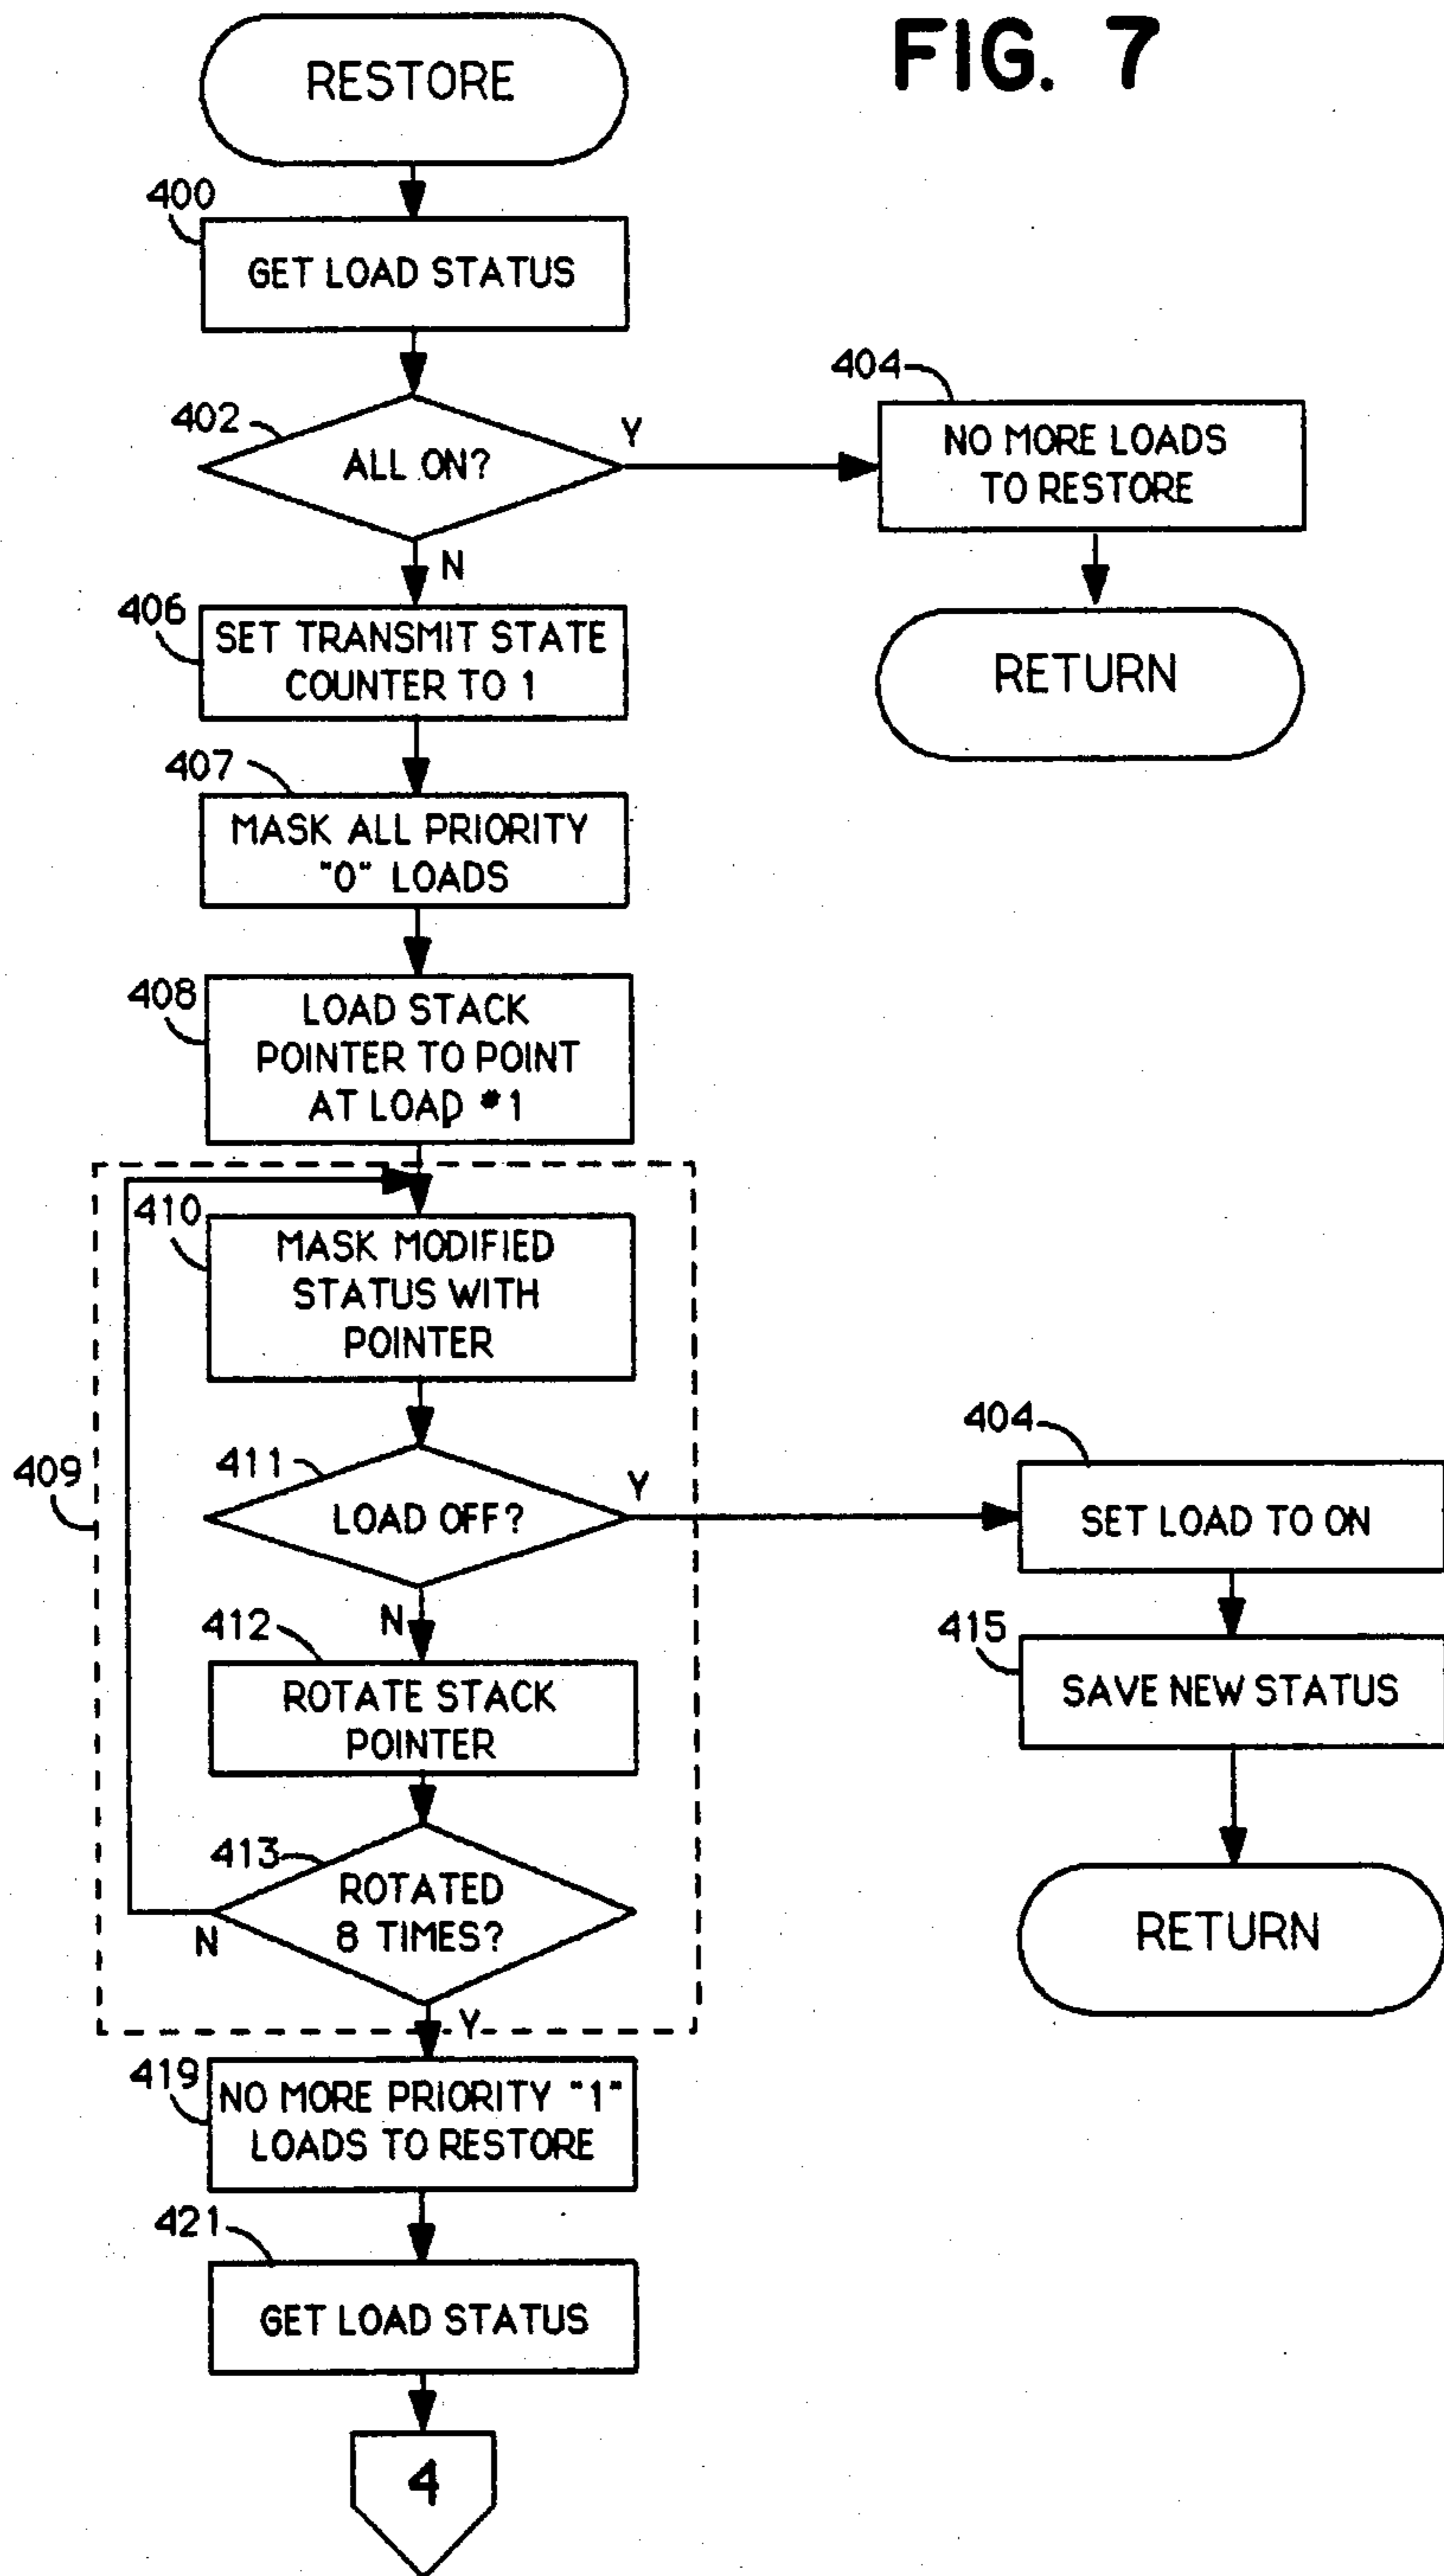 FIG. 7
RESTORE
400
GET LOAD STATUS
402
ALL ON?
Y
404
NO MORE LOADS
TO RESTORE
N
RETURN
406
SET TRANSMIT STATE
COUNTER TO 1
407
MASK ALL PRIORITY
"0" LOADS
408
LOAD STACK
POINTER TO POINT
AT LOAD #1
409
410
MASK MODIFIED
STATUS WITH
POINTER
411
LOAD OFF?
Y
404
SET LOAD TO ON
N
412
ROTATE STACK
POINTER
415
SAVE NEW STATUS
413
ROTATED
8 TIMES?
N
RETURN
Y
419
NO MORE PRIORITY "1"
LOADS TO RESTORE
421
GET LOAD STATUS
4